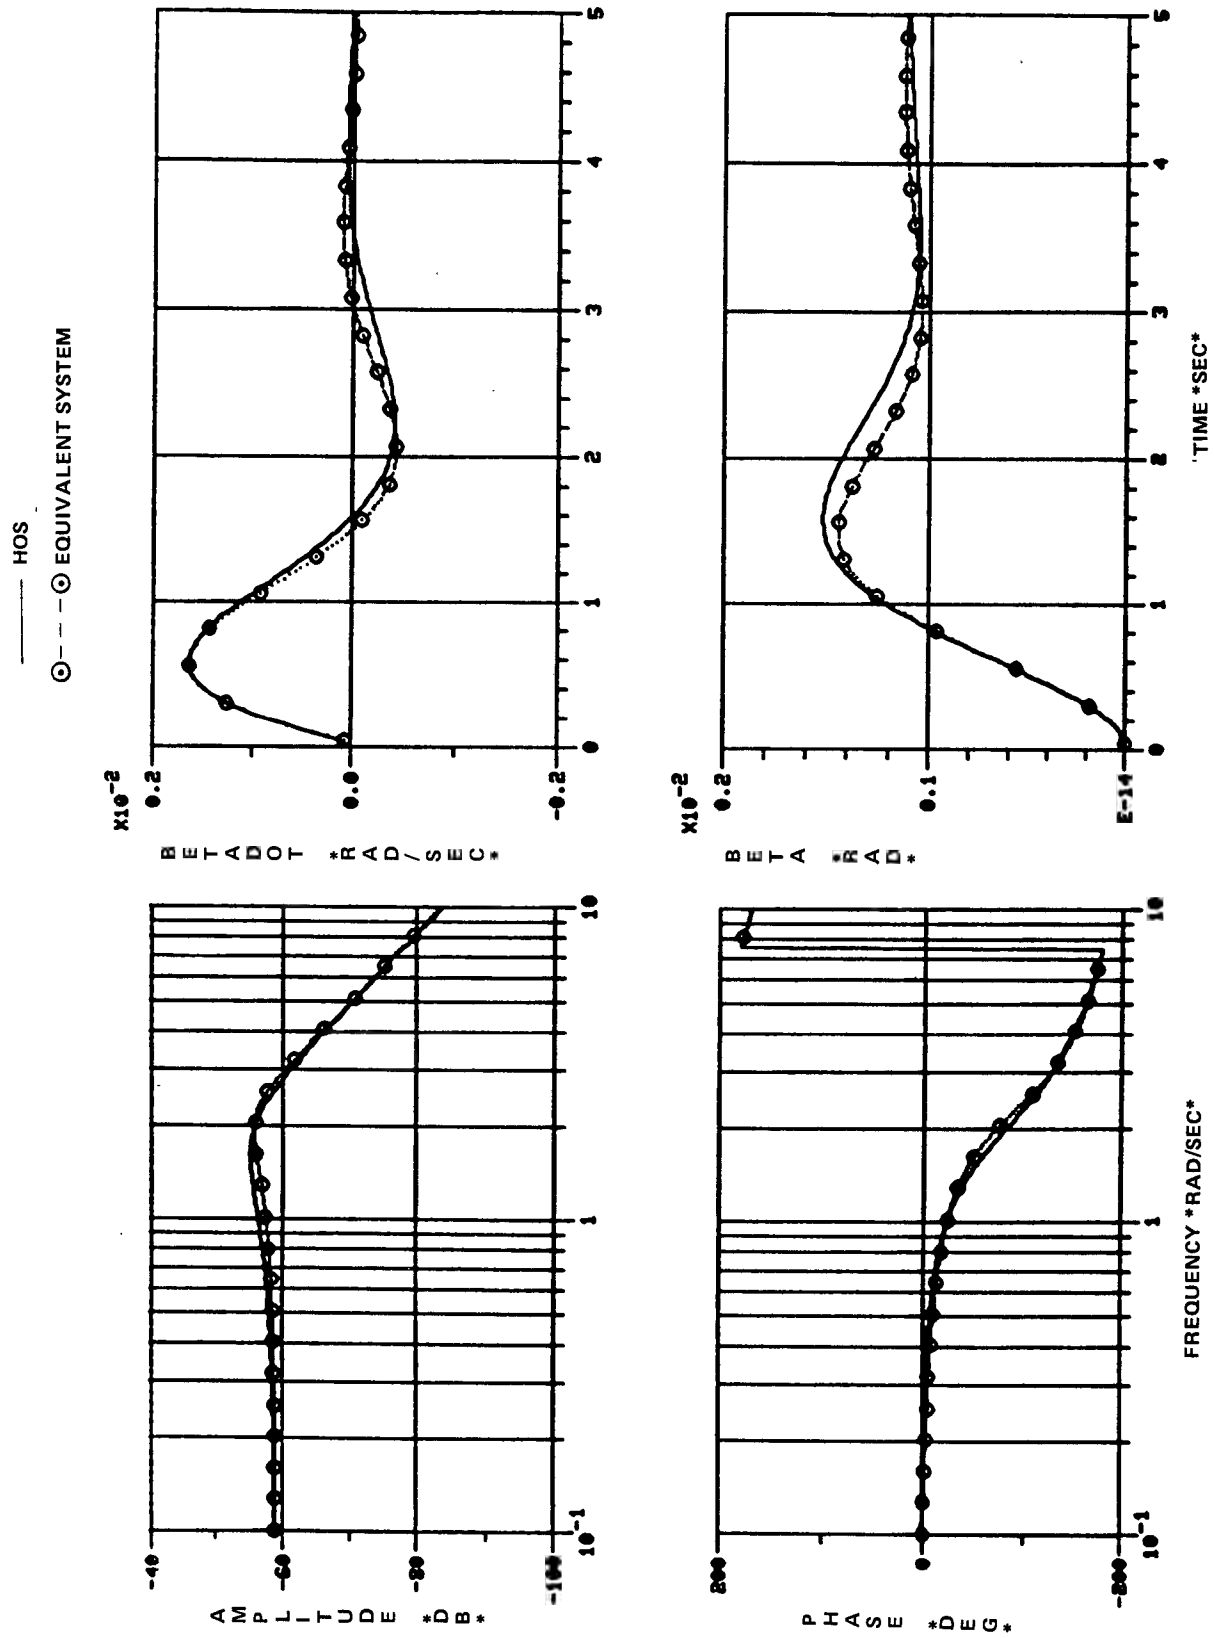 HOS
EQUIVALENT SYSTEM
AMPLITUDE *DB*
-40
-60
-80
-100
10-1
1
10
X10-2
BETADOT *RAD/SEC*
0.2
0.0
-0.2
0
1
2
3
4
5
PHASE *DEG*
200
0
-200
10-1
1
10
FREQUENCY *RAD/SEC*
X10-2
BETA *RAD*
0.2
0.1
E-14
0
1
2
3
4
5
TIME *SEC*